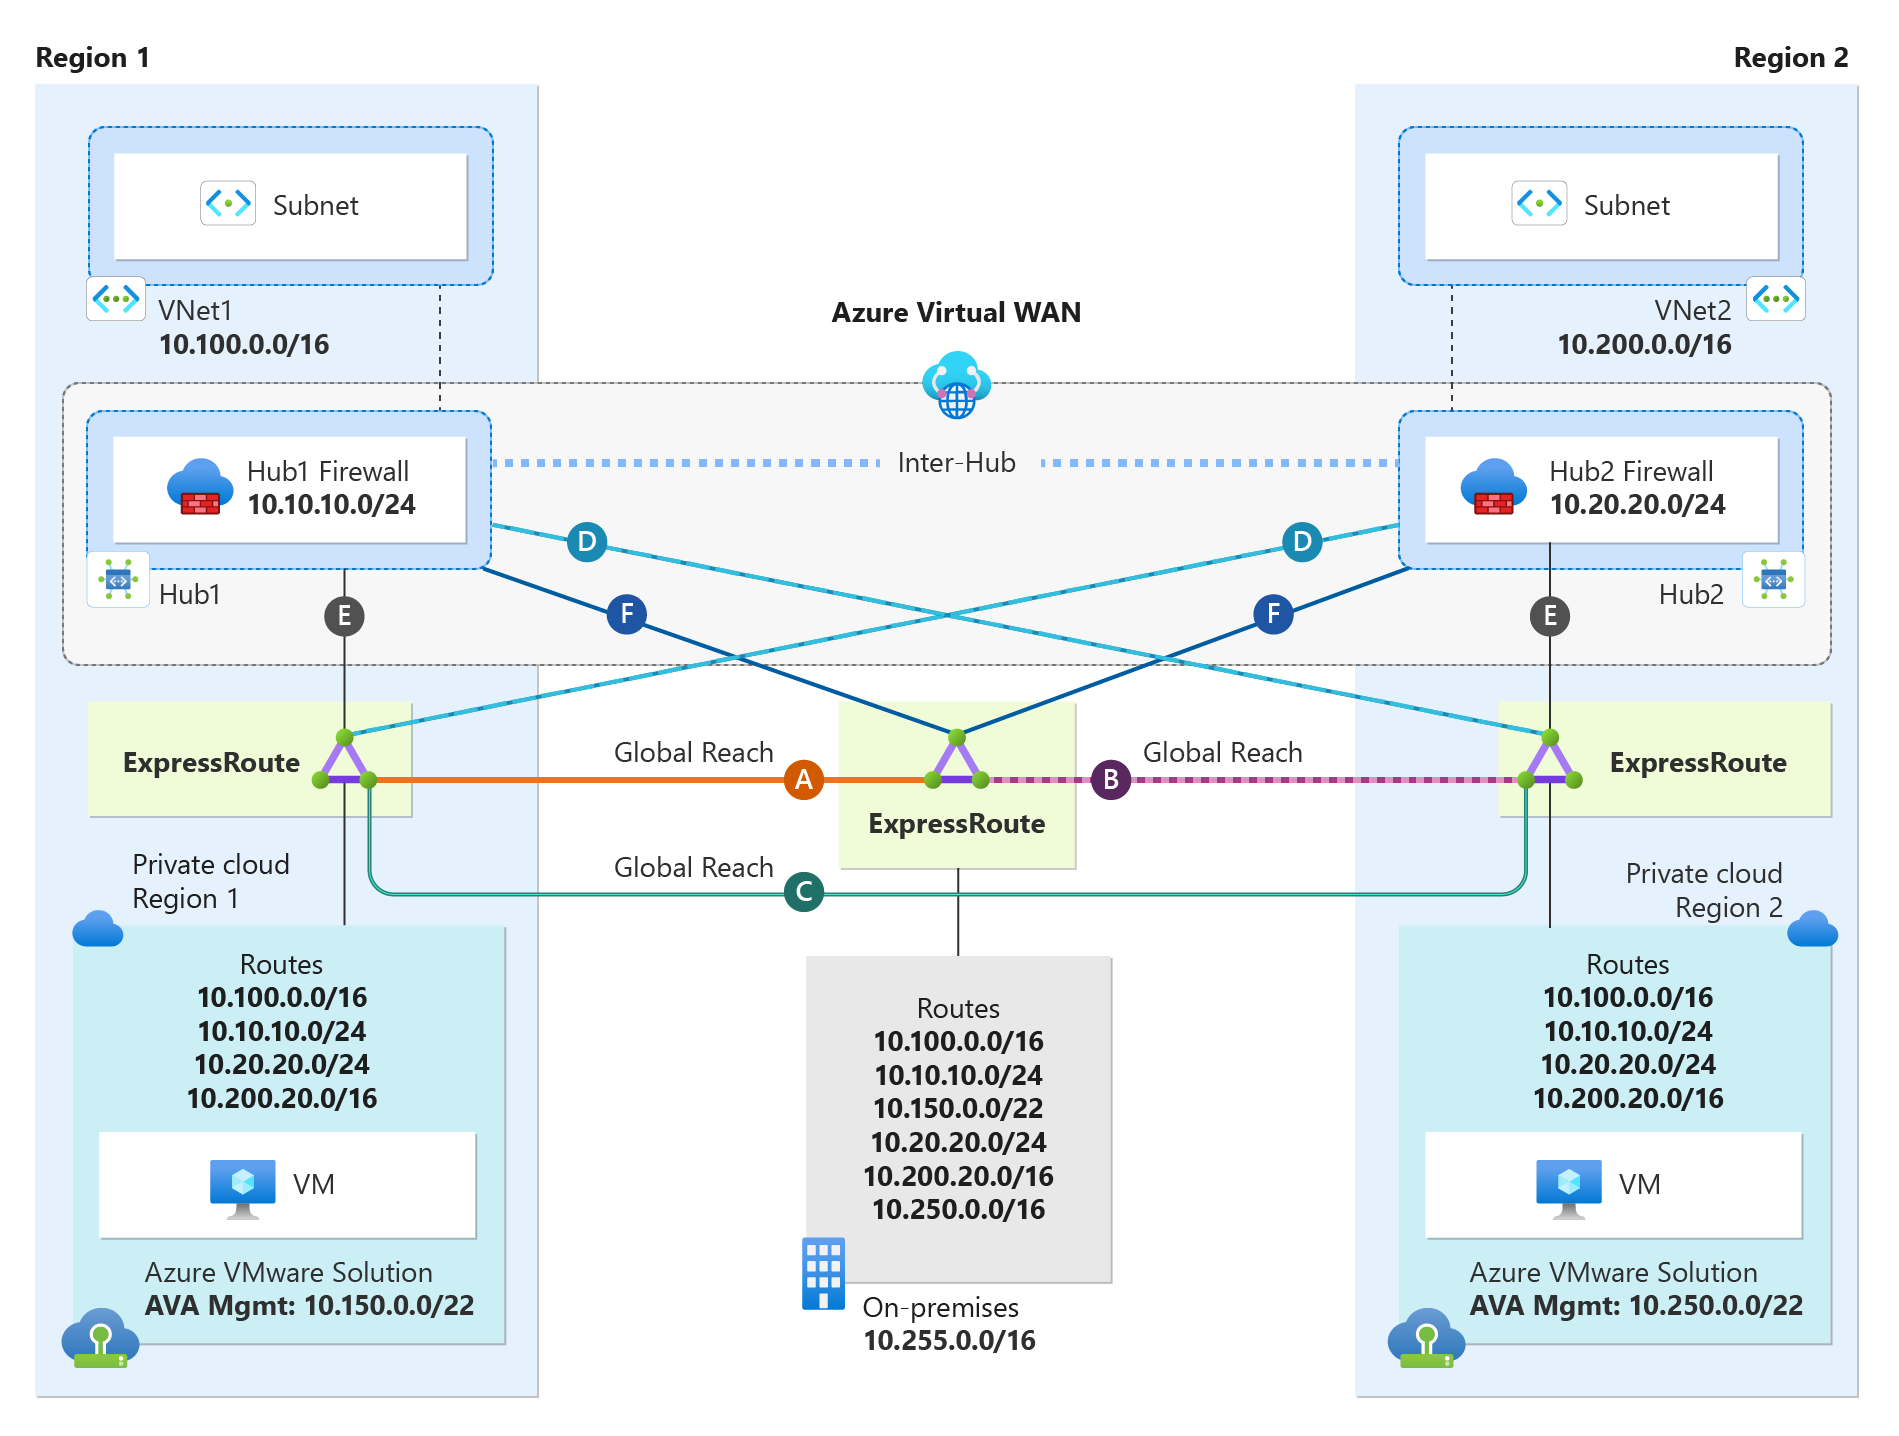 Region 1
Region 2
Subnet
Subnet
VNet1
10.100.0.0/16
VNet2
10.200.0.0/16
Azure Virtual WAN
Hub1 Firewall
10.10.10.0/24
Inter-Hub
Hub2 Firewall
10.20.20.0/24
D
D
Hub1
Hub2
E
F
F
E
ExpressRoute
Global Reach
A
Global Reach
B
ExpressRoute
ExpressRoute
Global Reach
C
Private cloud
Region 1
Private cloud
Region 2
Routes
10.100.0.0/16
10.10.10.0/24
10.20.20.0/24
10.200.20.0/16
VM
Azure VMware Solution
AVA Mgmt: 10.150.0.0/22
Routes
10.100.0.0/16
10.10.10.0/24
10.150.0.0/22
10.20.20.0/24
10.200.20.0/16
10.250.0.0/16
On-premises
10.255.0.0/16
Routes
10.100.0.0/16
10.10.10.0/24
10.20.20.0/24
10.200.20.0/16
VM
Azure VMware Solution
AVA Mgmt: 10.250.0.0/22